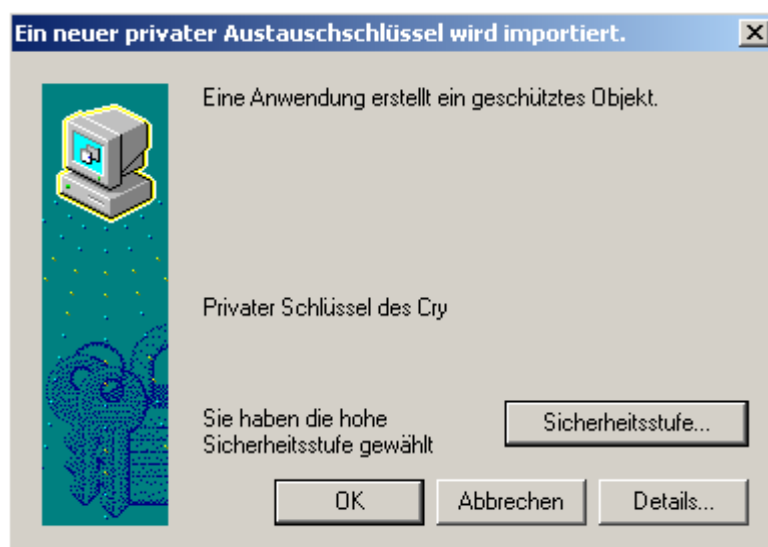 Ein neuer privater Austauschschlüssel wird importiert.
Eine Anwendung erstellt ein geschütztes Objekt.
Privater Schlüssel des Cry
Sie haben die hohe
Sicherheitsstufe gewählt
Sicherheitsstufe...
OK
Abbrechen
Details...